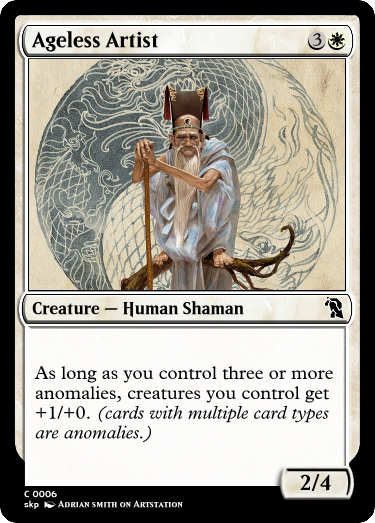 Ageless Artist 3
Creature — Human Shaman
As long as you control three or more
anomalies, creatures you control get
+1/+0. (cards with multiple card types
are anomalies.)
2/4
C 0006
skp Adrian smith on Artstation